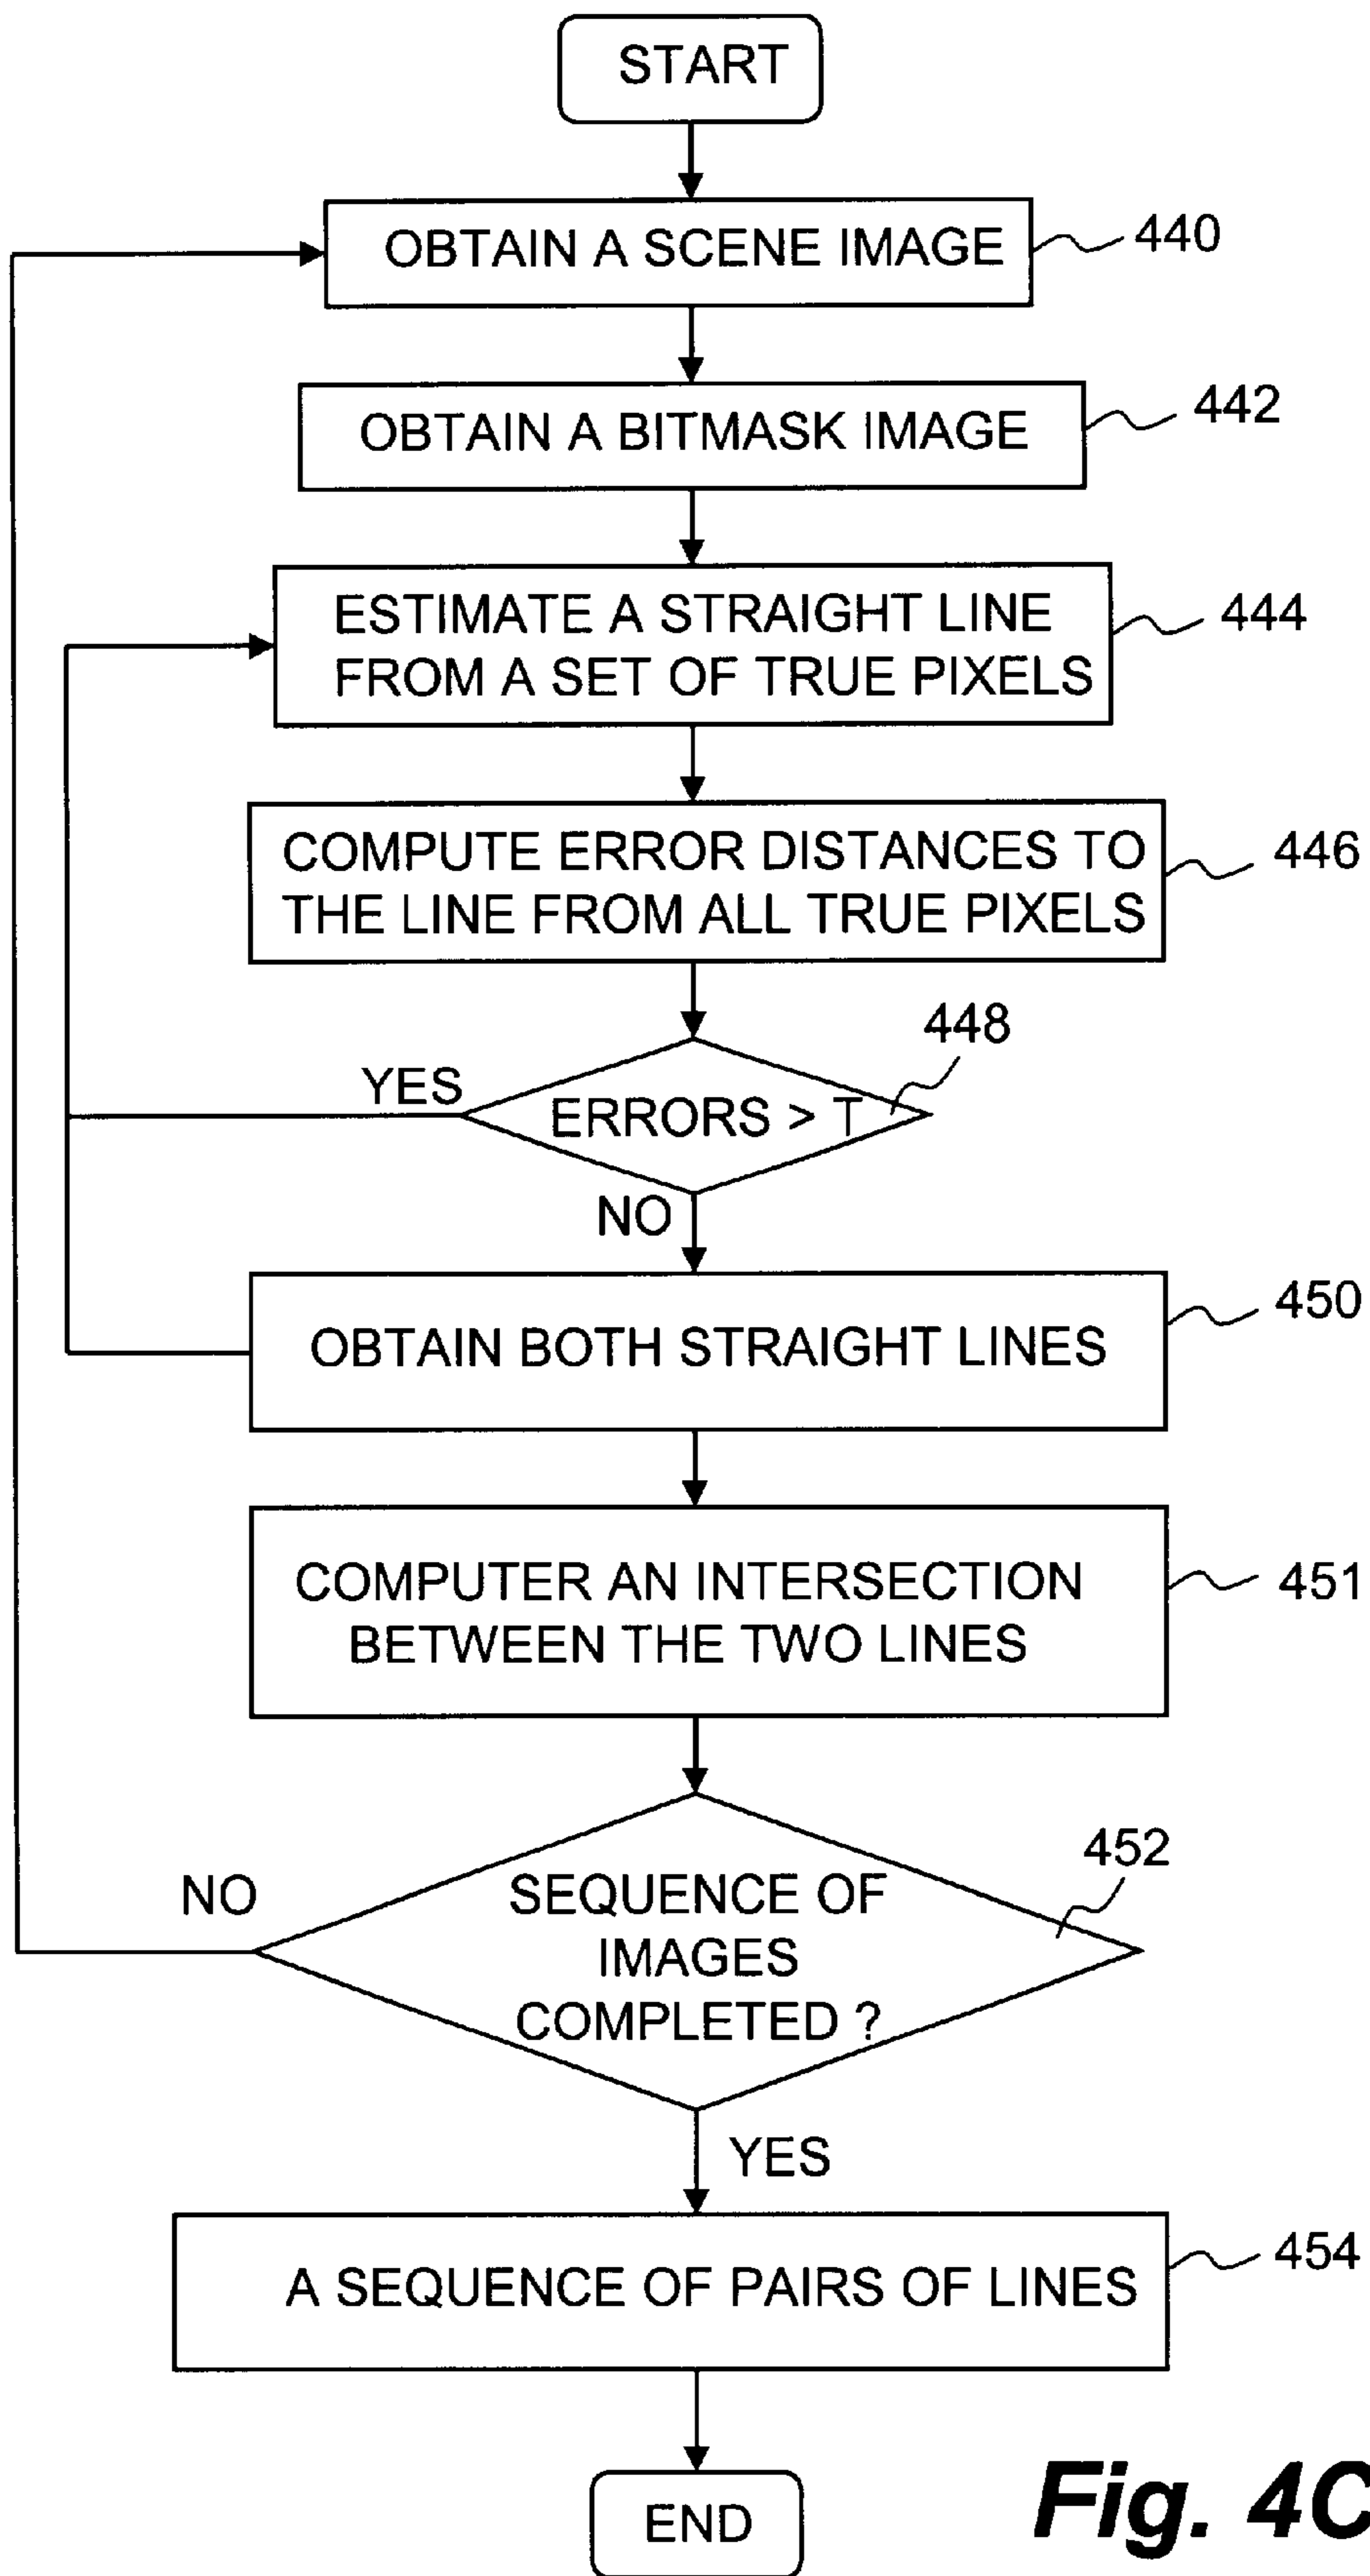 START
OBTAIN A SCENE IMAGE
440
OBTAIN A BITMASK IMAGE
442
ESTIMATE A STRAIGHT LINE
FROM A SET OF TRUE PIXELS
444
COMPUTE ERROR DISTANCES TO
THE LINE FROM ALL TRUE PIXELS
446
448
YES
ERRORS > T
NO
OBTAIN BOTH STRAIGHT LINES
450
COMPUTER AN INTERSECTION
BETWEEN THE TWO LINES
451
452
NO
SEQUENCE OF
IMAGES
COMPLETED ?
YES
A SEQUENCE OF PAIRS OF LINES
454
END
Fig. 4C